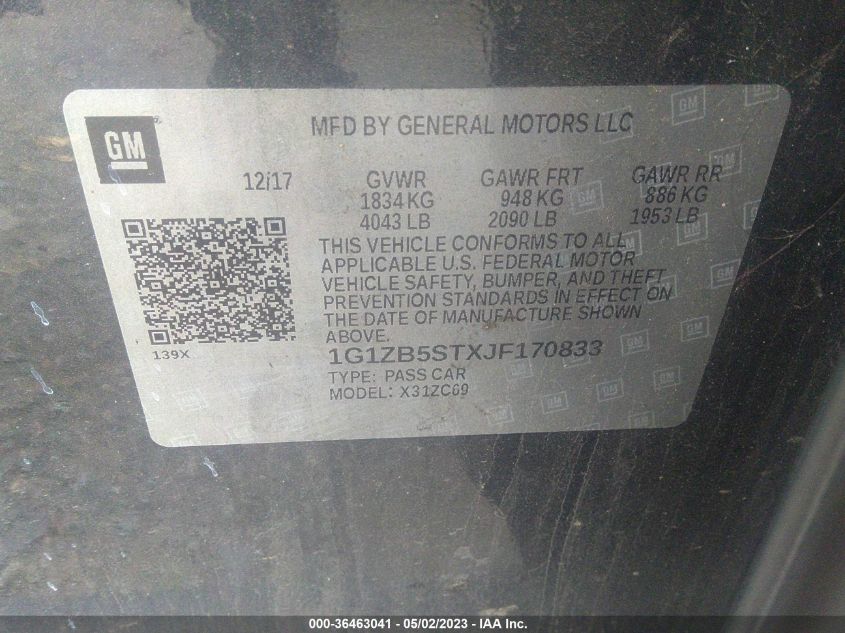 GM
MFD BY GENERAL MOTORS LLC
12/17 GVWR GAWR FRT GAWR RR
1834 KG 948 KG 886 KG
4043 LB 2090 LB 1953 LB
THIS VEHICLE CONFORMS TO ALL
APPLICABLE U.S. FEDERAL MOTOR
VEHICLE SAFETY, BUMPER, AND THEFT
PREVENTION STANDARDS IN EFFECT ON
THE DATE OF MANUFACTURE SHOWN
ABOVE.
139X
1G1ZB5STXJF170833
TYPE: PASS CAR
MODEL: X31ZC69
000-36463041 - 05/02/2023 - IAA Inc.